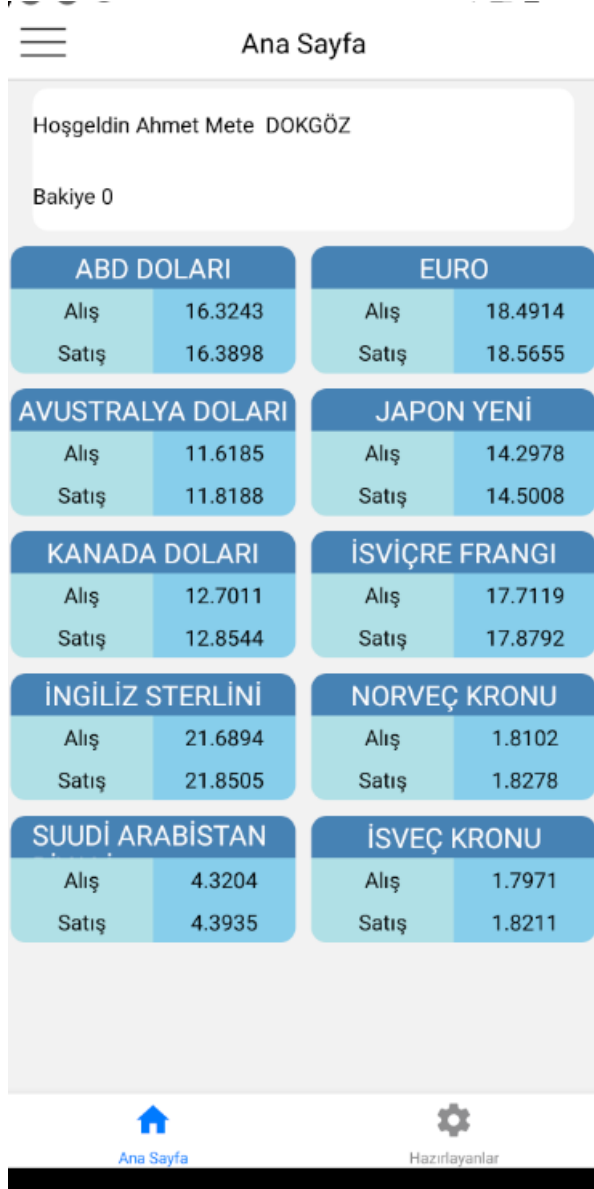 Ana Sayfa
Hoşgeldin Ahmet Mete DOKGÖZ
Bakiye 0
ABD DOLARI
Alış 16.3243
Satış 16.3898
EURO
Alış 18.4914
Satış 18.5655
AVUSTRALYA DOLARI
Alış 11.6185
Satış 11.8188
JAPON YENİ
Alış 14.2978
Satış 14.5008
KANADA DOLARI
Alış 12.7011
Satış 12.8544
İSVİÇRE FRANGI
Alış 17.7119
Satış 17.8792
İNGİLİZ STERLİNİ
Alış 21.6894
Satış 21.8505
NORVEÇ KRONU
Alış 1.8102
Satış 1.8278
SUUDİ ARABİSTAN
Alış 4.3204
Satış 4.3935
İSVEÇ KRONU
Alış 1.7971
Satış 1.8211
Ana Sayfa
Hazırlayanlar